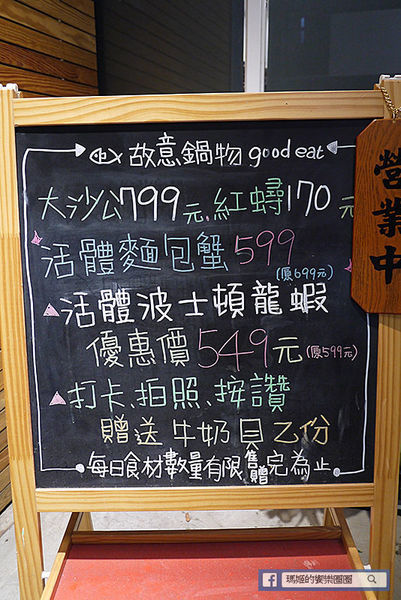 故意鍋物 good eat
大沙公799元.紅蟳170元
活體麵包蟹599
(原699元)
活體波士頓龍蝦
優惠價549元(原599元)
打卡、拍照、按讚
贈送牛奶貝乙份
每日食材數量有限售贈完為止
營業中
瑪姬的饗樂圈圈